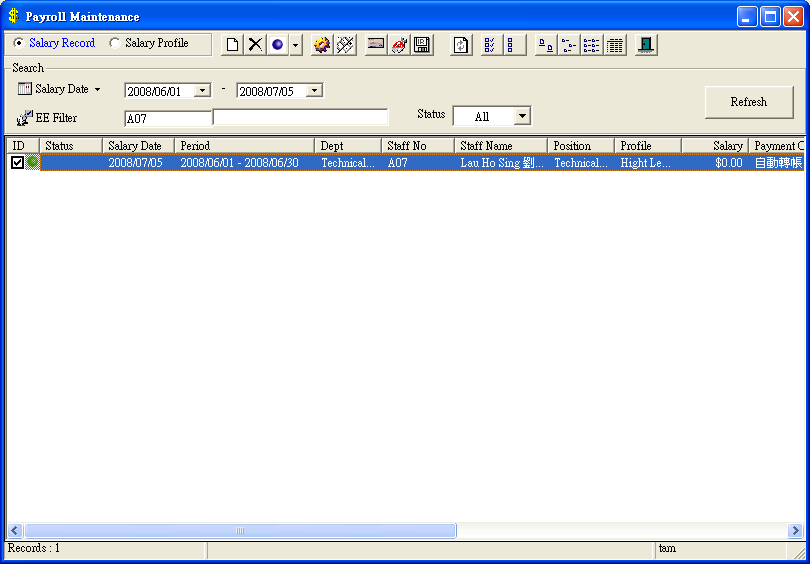 Payroll Maintenance
Salary Record Salary Profile
Search
Salary Date 2008/06/01 - 2008/07/05
Refresh
EE Filter A07 Status All
ID Status Salary Date Period Dept Staff No Staff Name Position Profile Salary Payment C
2008/07/05 2008/06/01 - 2008/06/30 Technical... A07 Lau Ho Sing 劉... Technical... Hight Le... $0.00 自動轉帳
Records : 1 tam